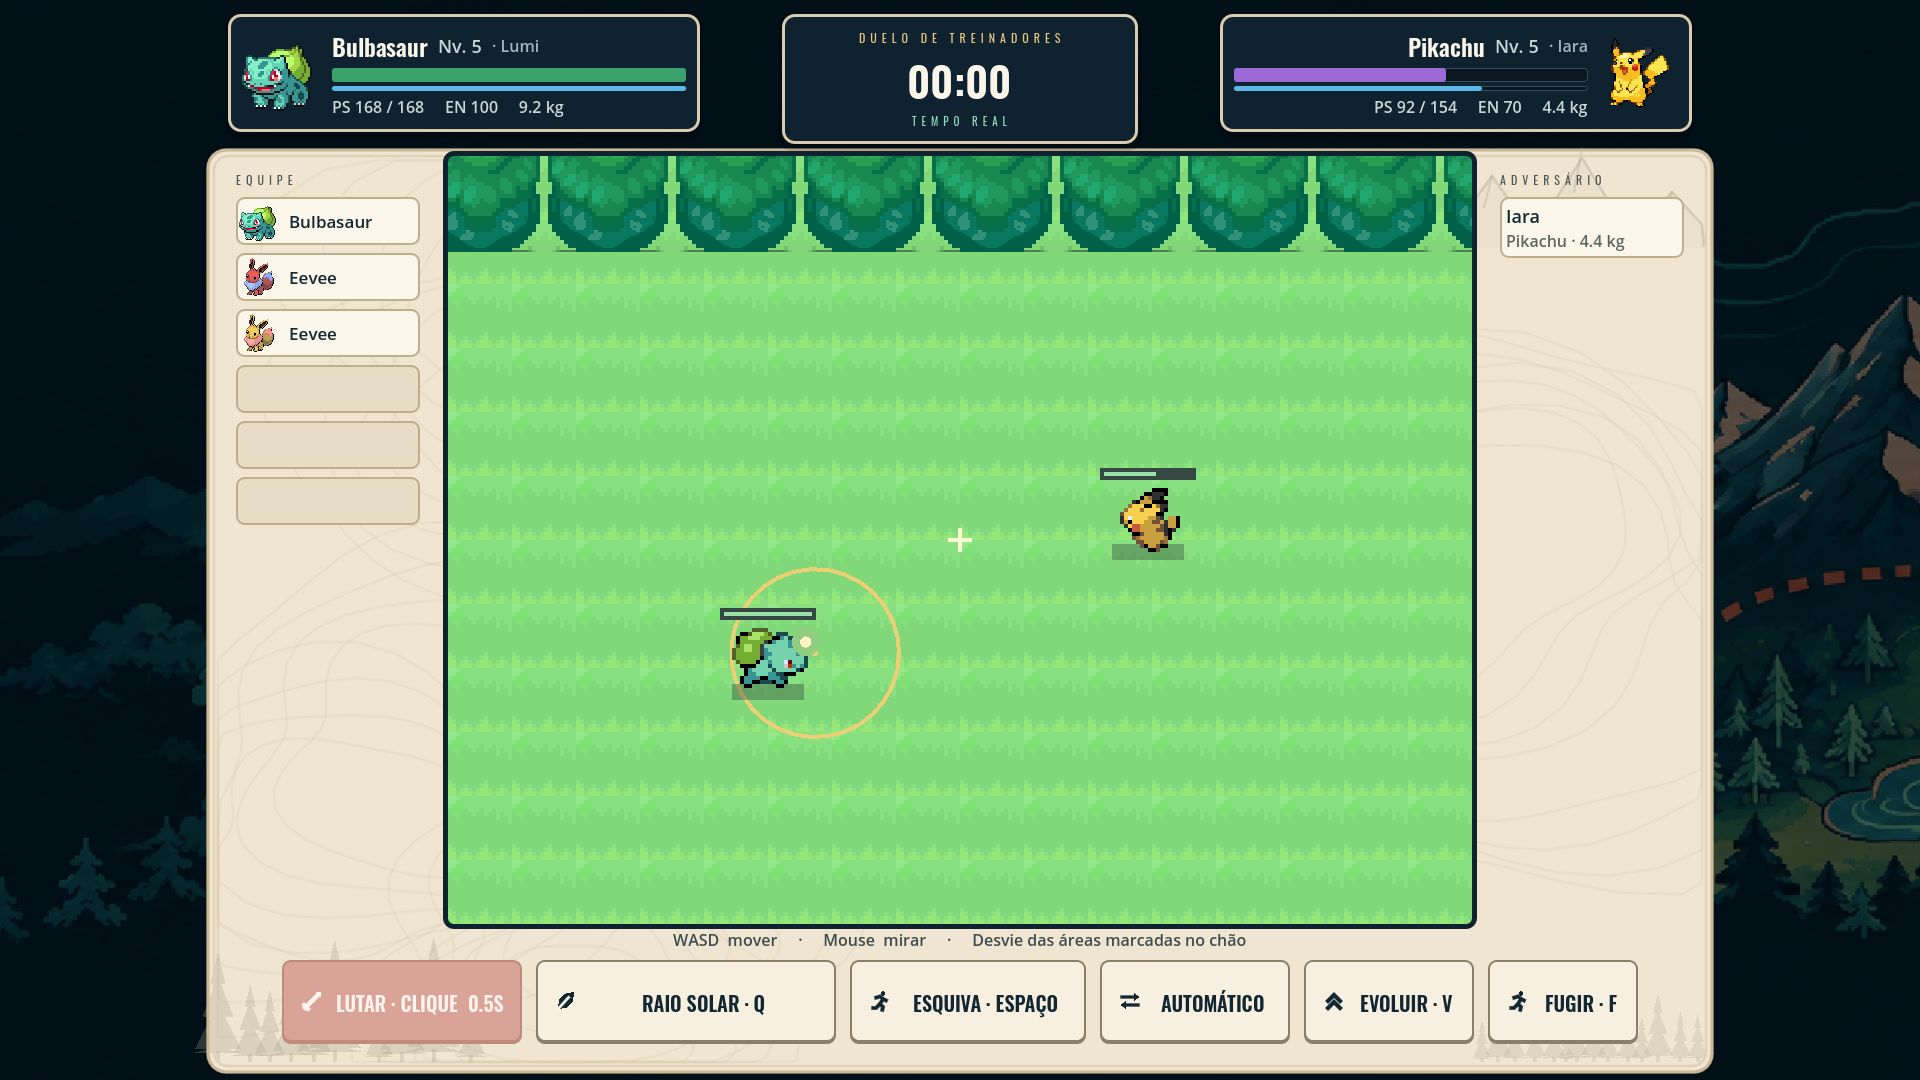 Bulbasaur Nv. 5 · Lumi
PS 168 / 168 EN 100 9.2 kg
DUELO DE TREINADORES
00:00
TEMPO REAL
Pikachu Nv. 5 · Iara
PS 92 / 154 EN 70 4.4 kg
EQUIPE
Bulbasaur
Eevee
Eevee
ADVERSÁRIO
Iara
Pikachu · 4.4 kg
WASD mover · Mouse mirar · Desvie das áreas marcadas no chão
LUTAR · CLIQUE 0.5S
RAIO SOLAR · Q
ESQUIVA · ESPAÇO
AUTOMÁTICO
EVOLUIR · V
FUGIR · F